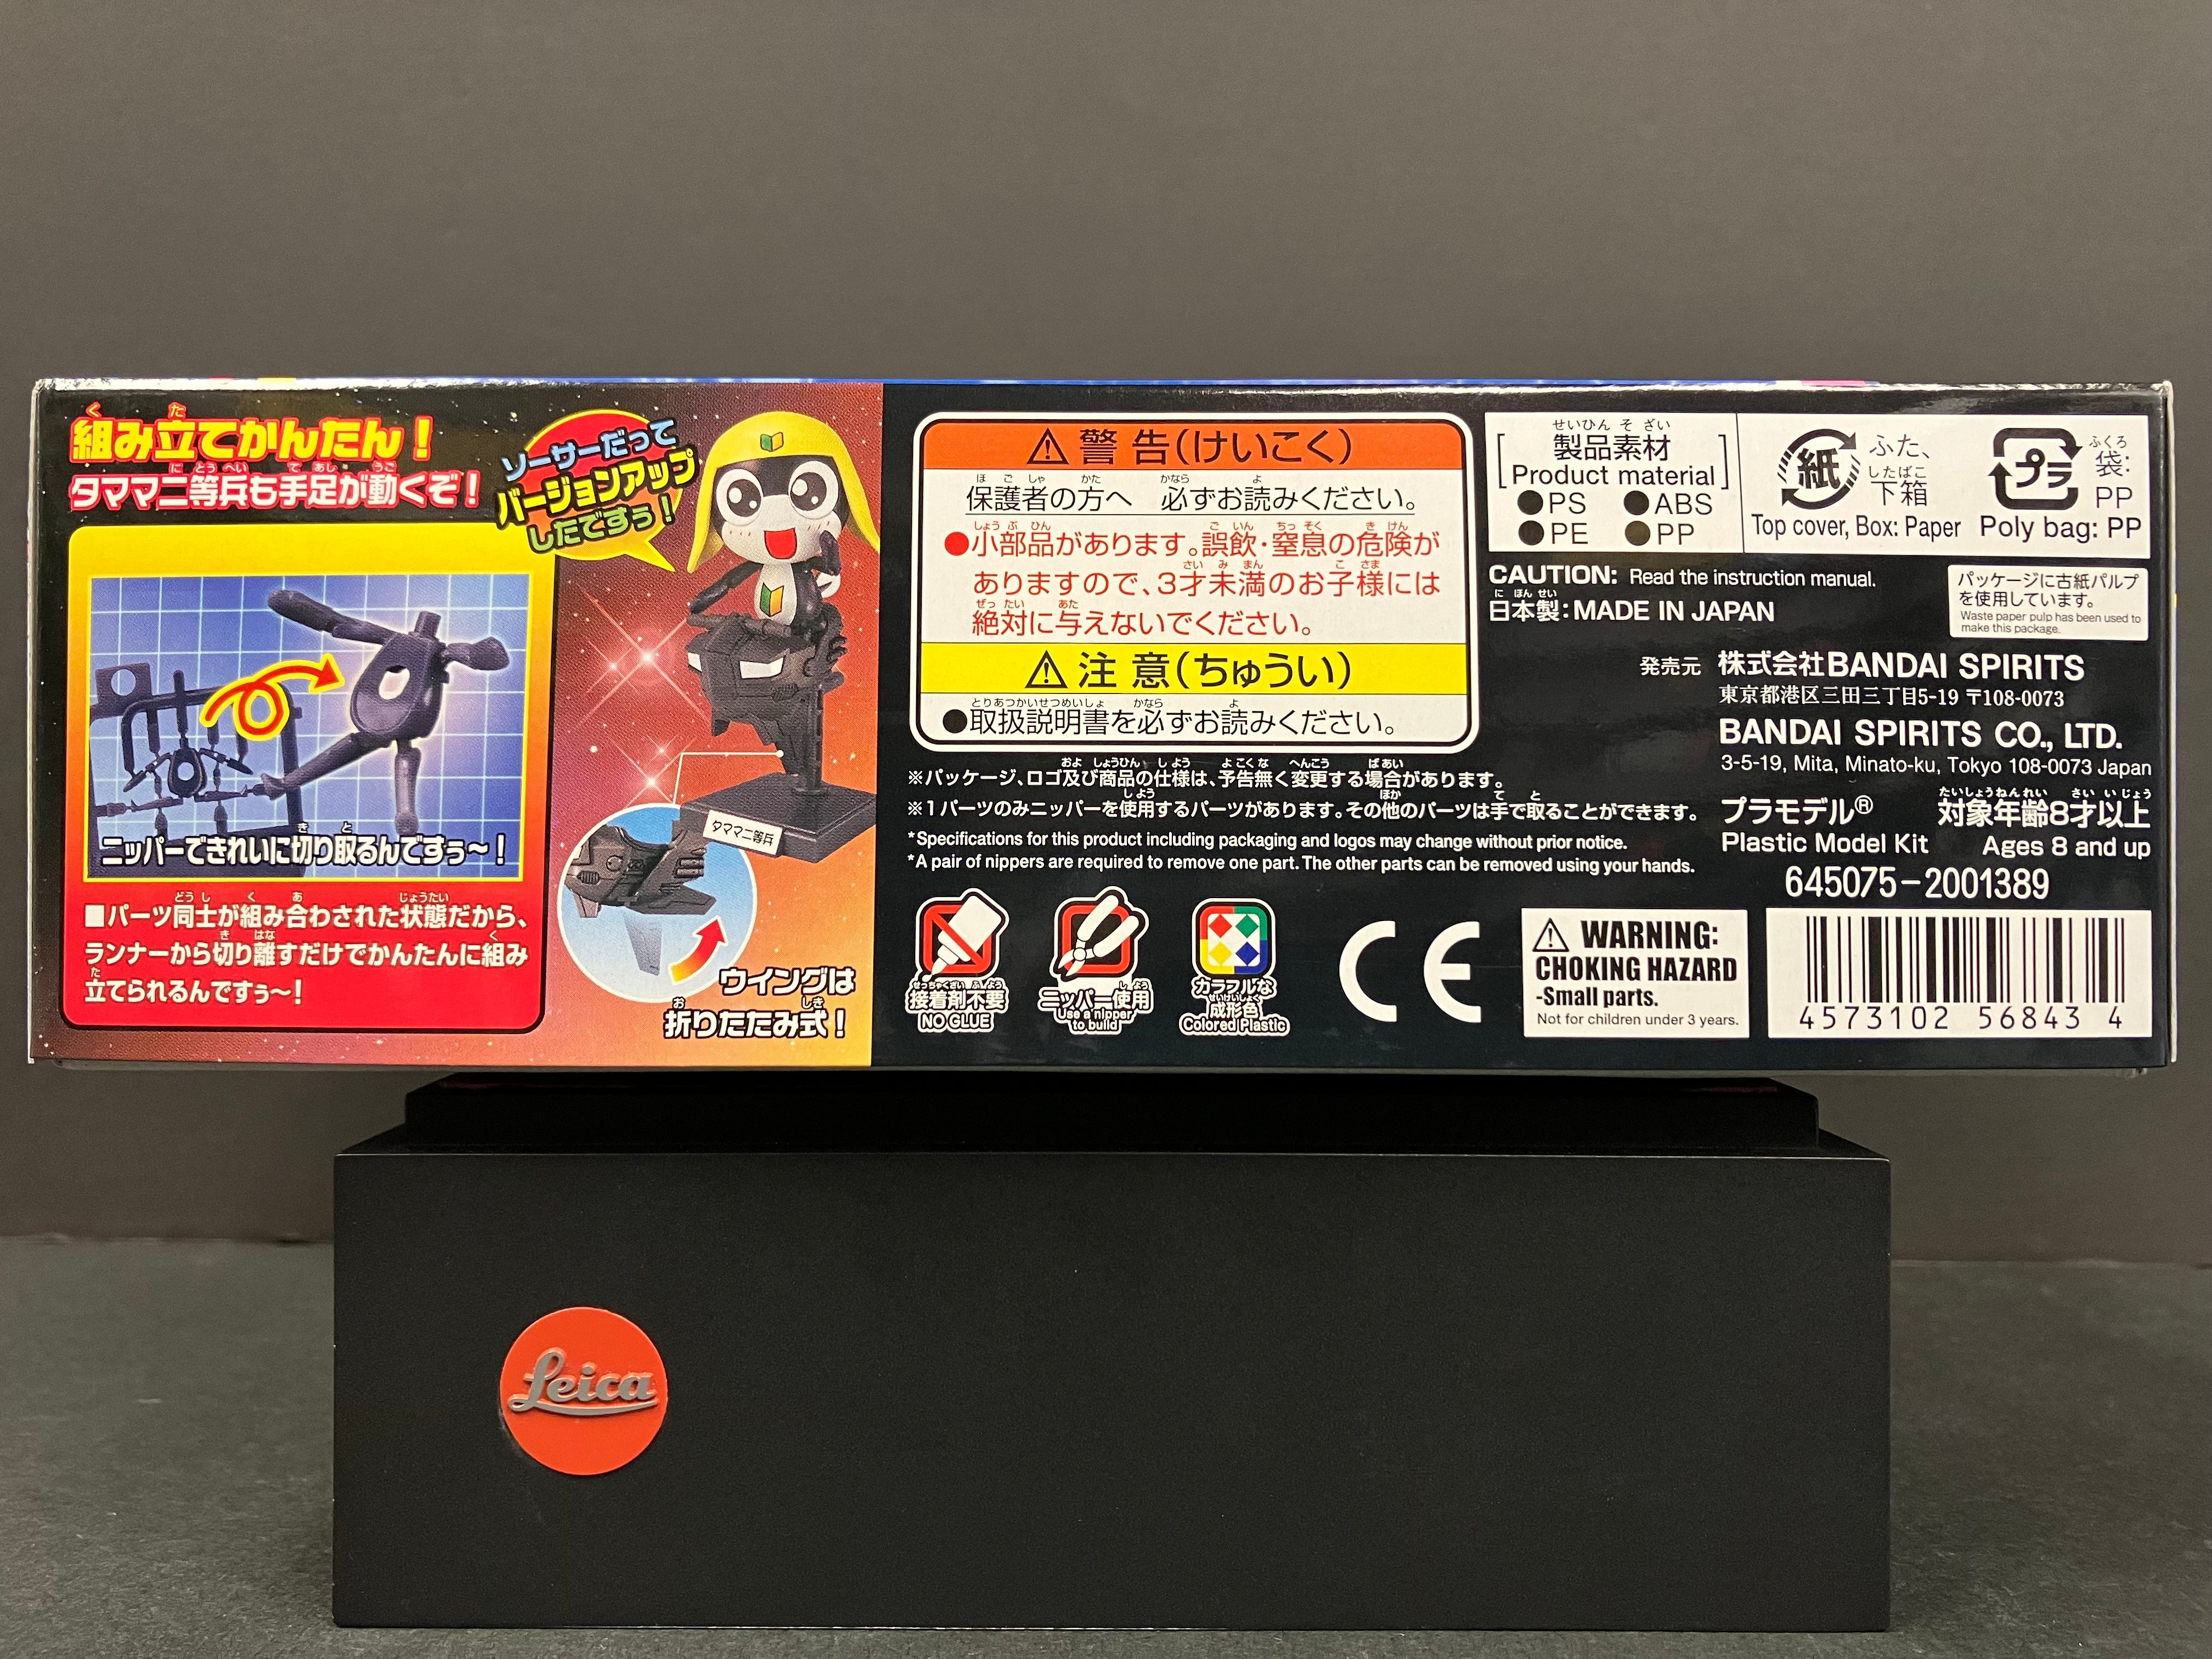 組み立てかんたん！
タママ二等兵も手足が動くぞ！
ニッパーできれいに切り取るんですぅ～！
■パーツ同士が組み合わされた状態だから、
ランナーから切り離すだけでかんたんに組み
立てられるんですぅ～！
ソーサーだって
バージョンアップ
したですぅ！
タママ二等兵
ウイングは
折りたたみ式！
⚠警告(けいこく)
保護者の方へ 必ずお読みください。
●小部品があります。誤飲・窒息の危険が
ありますので、3才未満のお子様には
絶対に与えないでください。
⚠注意(ちゅうい)
●取扱説明書を必ずお読みください。
※パッケージ、ロゴ及び商品の仕様は、予告無く変更する場合があります。
※1パーツのみニッパーを使用するパーツがあります。その他のパーツは手で取ることができます。
*Specifications for this product including packaging and logos may change without prior notice.
*A pair of nippers are required to remove one part. The other parts can be removed using your hands.
接着剤不要
NO GLUE
ニッパー使用
Use a nipper
to build
カラフルな
成形色
Colored Plastic
CE
製品素材
Product material
●PS ●ABS
●PE ●PP
紙
ふた、
下箱
Top cover, Box: Paper
プラ
袋:
PP
Poly bag: PP
CAUTION: Read the instruction manual.
日本製: MADE IN JAPAN
パッケージに古紙パルプ
を使用しています。
Waste paper pulp has been used to
make this package.
発売元 株式会社BANDAI SPIRITS
東京都港区三田三丁目5-19 〒108-0073
BANDAI SPIRITS CO., LTD.
3-5-19, Mita, Minato-ku, Tokyo 108-0073 Japan
プラモデル® 対象年齢8才以上
Plastic Model Kit Ages 8 and up
645075-2001389
⚠ WARNING:
CHOKING HAZARD
-Small parts.
Not for children under 3 years.
4573102 56843 4
Leica